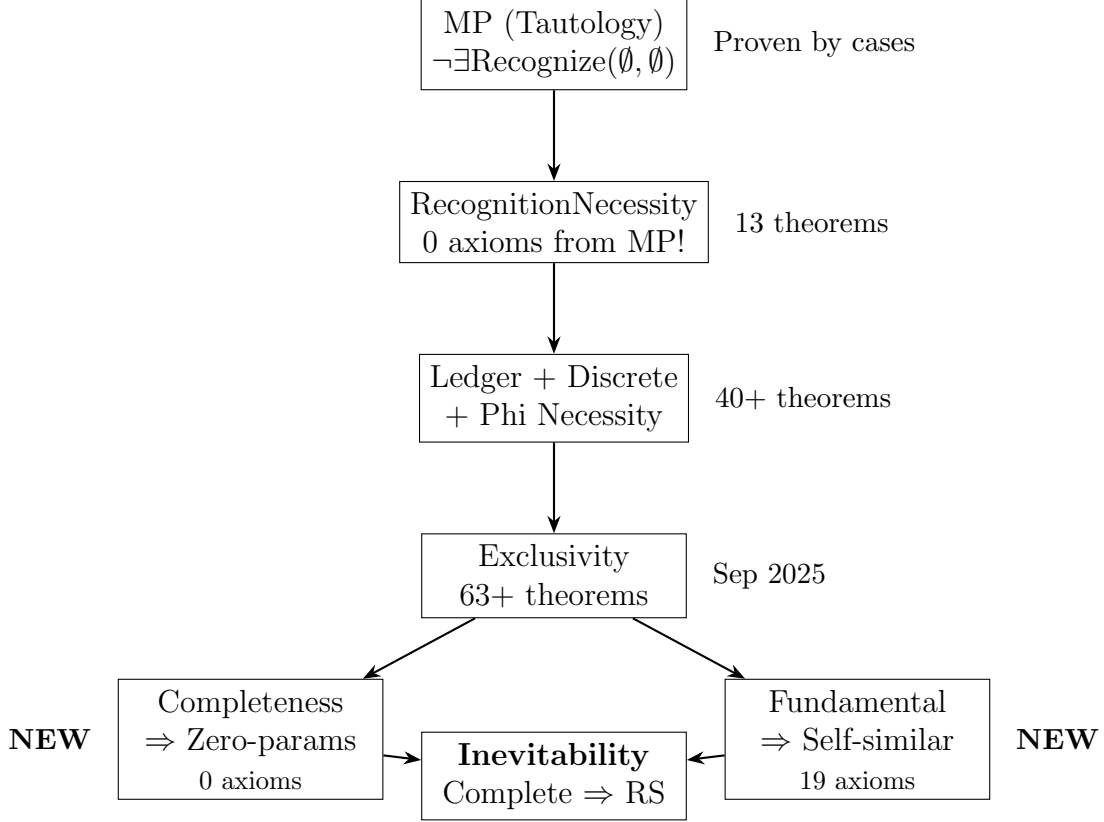 MP (Tautology)
¬∃Recognize(∅, ∅)
Proven by cases
RecognitionNecessity
0 axioms from MP!
13 theorems
Ledger + Discrete
+ Phi Necessity
40+ theorems
Exclusivity
63+ theorems
Sep 2025
NEW
Completeness
⇒ Zero-params
0 axioms
Inevitability
Complete ⇒ RS
Fundamental
⇒ Self-similar
19 axioms
NEW